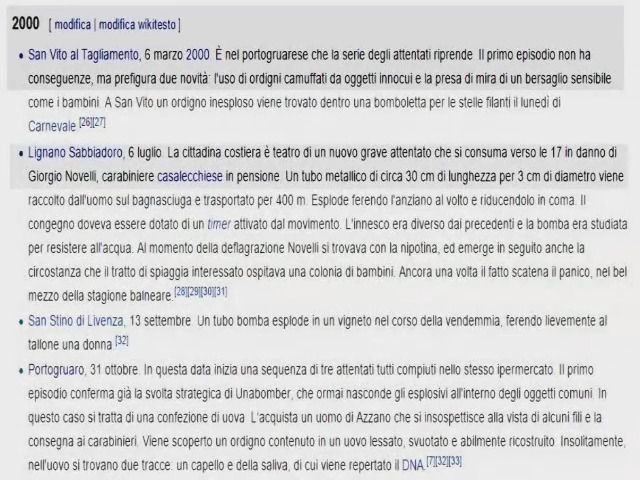 2000 [ modifica | modifica wikitesto ]
San Vito al Tagliamento, 6 marzo 2000. È nel portogruarese che la serie degli attentati riprende. Il primo episodio non ha
conseguenze, ma prefigura due novità: l'uso di ordigni camuffati da oggetti innocui e la presa di mira di un bersaglio sensibile
come i bambini. A San Vito un ordigno inesploso viene trovato dentro una bomboletta per le stelle filanti il lunedì di
Carnevale.[26][27]
Lignano Sabbiadoro, 6 luglio. La cittadina costiera è teatro di un nuovo grave attentato che si consuma verso le 17 in danno di
Giorgio Novelli, carabiniere casalecchiese in pensione. Un tubo metallico di circa 30 cm di lunghezza per 3 cm di diametro viene
raccolto dall'uomo sul bagnasciuga e trasportato per 400 m. Esplode ferendo l'anziano al volto e riducendolo in coma. Il
congegno doveva essere dotato di un timer attivato dal movimento. L'innesco era diverso dai precedenti e la bomba era studiata
per resistere all'acqua. Al momento della deflagrazione Novelli si trovava con la nipotina, ed emerge in seguito anche la
circostanza che il tratto di spiaggia interessato ospitava una colonia di bambini. Ancora una volta il fatto scatena il panico, nel bel
mezzo della stagione balneare.[28][29][30][31]
San Stino di Livenza, 13 settembre. Un tubo bomba esplode in un vigneto nel corso della vendemmia, ferendo lievemente al
tallone una donna.[32]
Portogruaro, 31 ottobre. In questa data inizia una sequenza di tre attentati tutti compiuti nello stesso ipermercato. Il primo
episodio conferma già la svolta strategica di Unabomber, che ormai nasconde gli esplosivi all'interno degli oggetti comuni. In
questo caso si tratta di una confezione di uova. L'acquista un uomo di Azzano che si insospettisce alla vista di alcuni fili e la
consegna ai carabinieri. Viene scoperto un ordigno contenuto in un uovo lessato, svuotato e abilmente ricostruito. Insolitamente,
nell'uovo si trovano due tracce: un capello e della saliva, di cui viene repertato il DNA.[7][32][33]